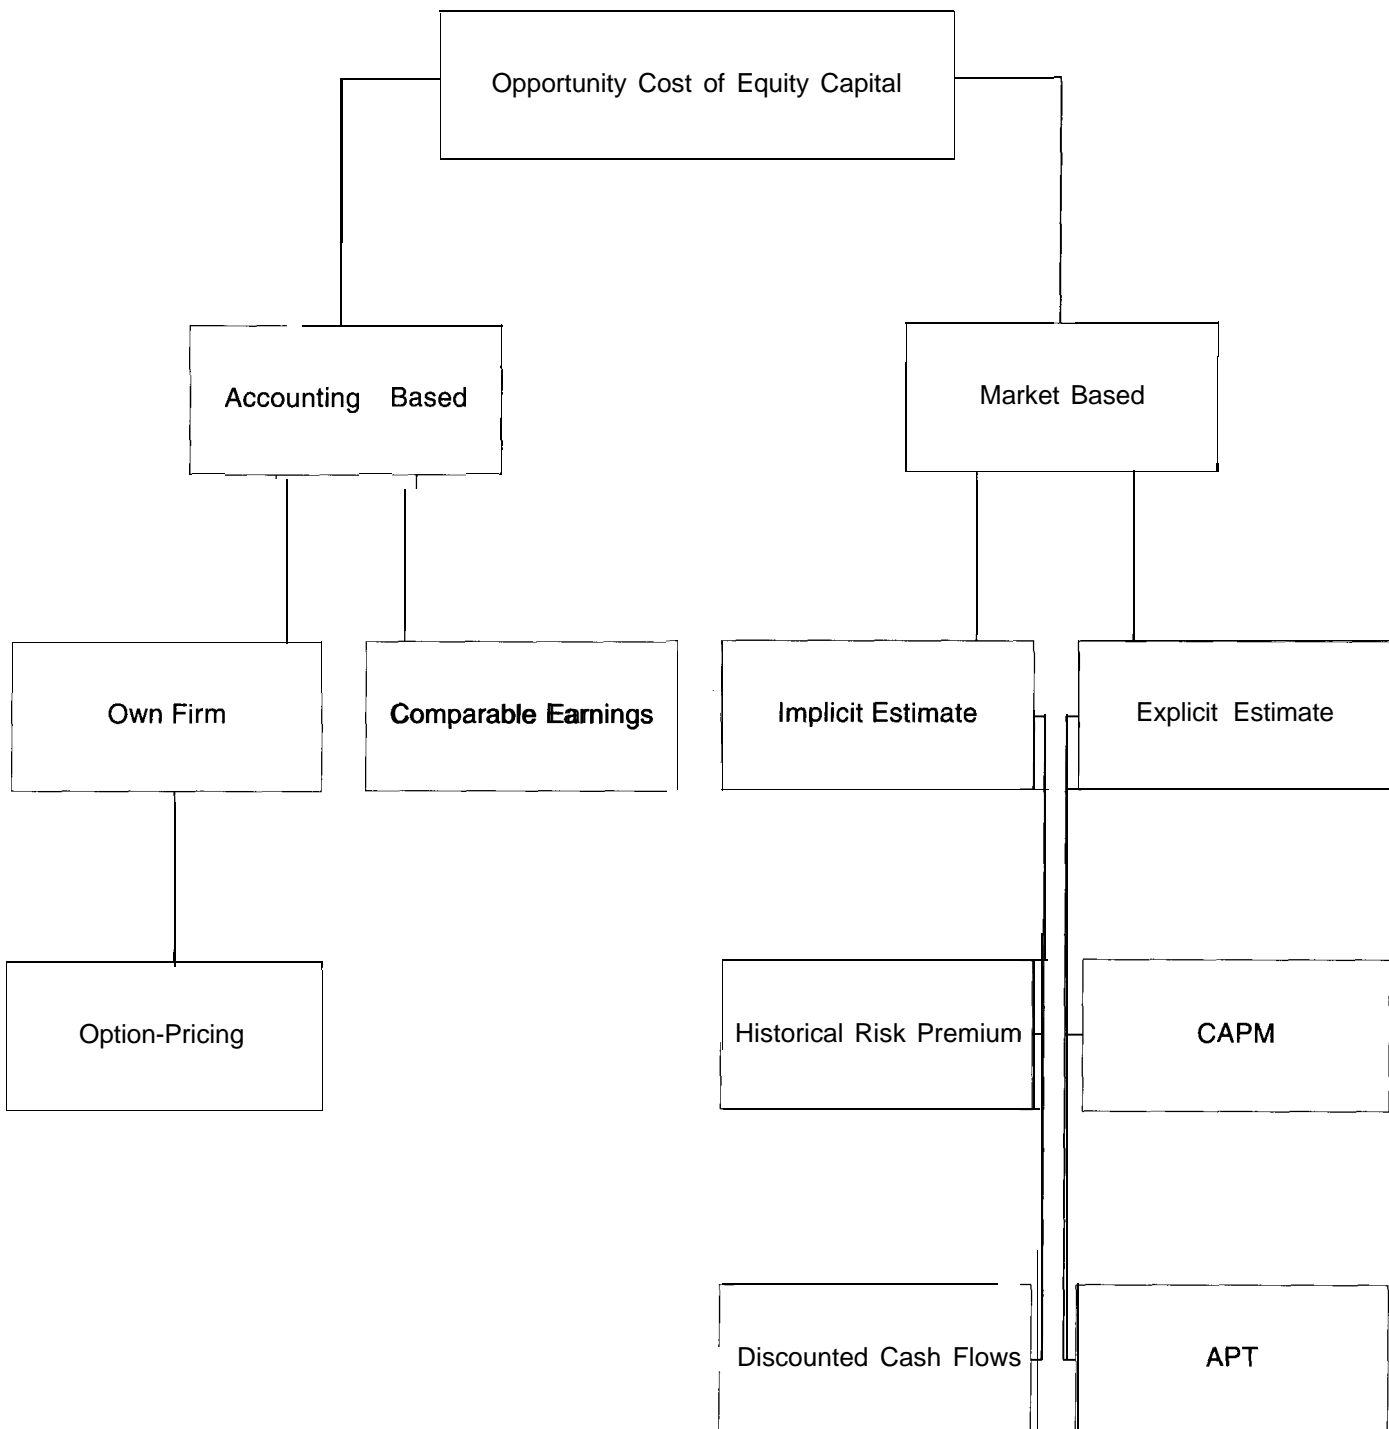 Opportunity Cost of Equity Capital
Accounting Based
Market Based
Own Firm
Comparable Earnings
Implicit Estimate
Explicit Estimate
Option-Pricing
Historical Risk Premium
CAPM
Discounted Cash Flows
APT